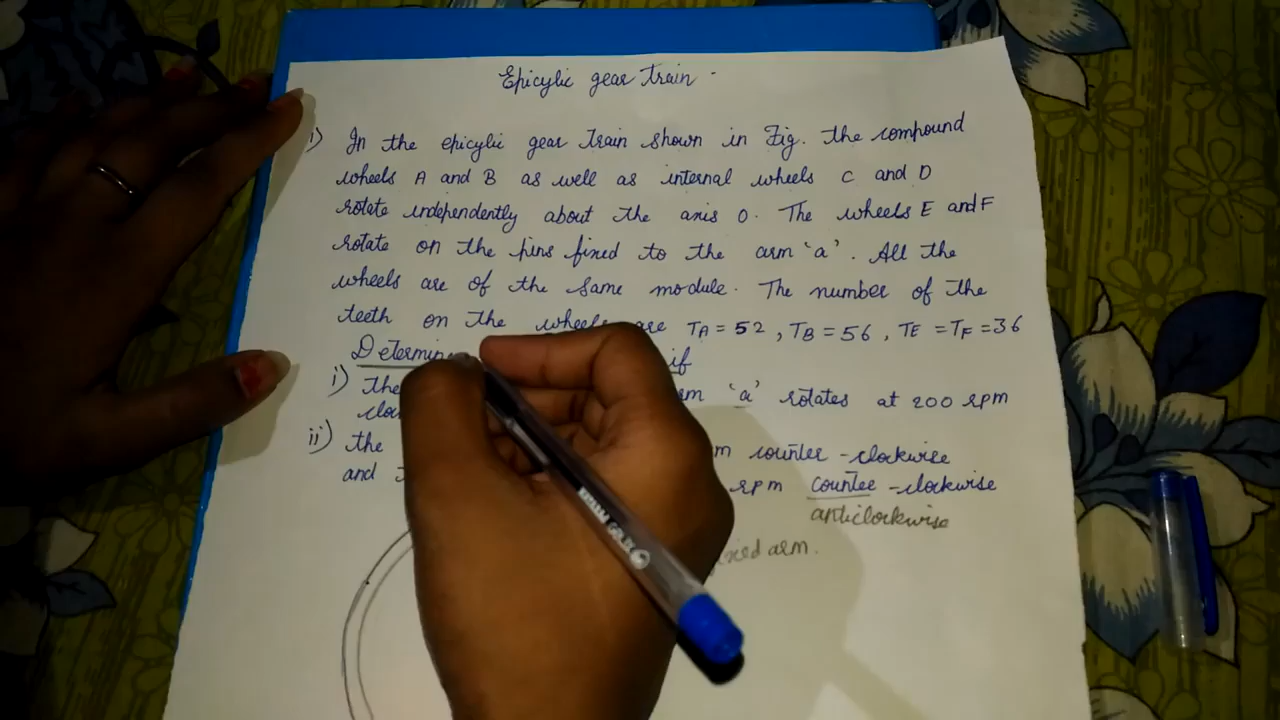 Epicylic gear train -
i) In the epicylic gear train shown in Fig. the compound
wheels A and B as well as internal wheels C and D
rotate independently about the axis O. The wheels E and F
rotate on the pins fixed to the arm 'a'. All the
wheels are of the same module. The number of the
teeth on the wheels are TA = 52, TB = 56, TE = TF = 36
Determin if
i) the 'a' rotates at 200 rpm
ii) the counter - clockwise
and rpm counter - clockwise
anticlockwise
arm.